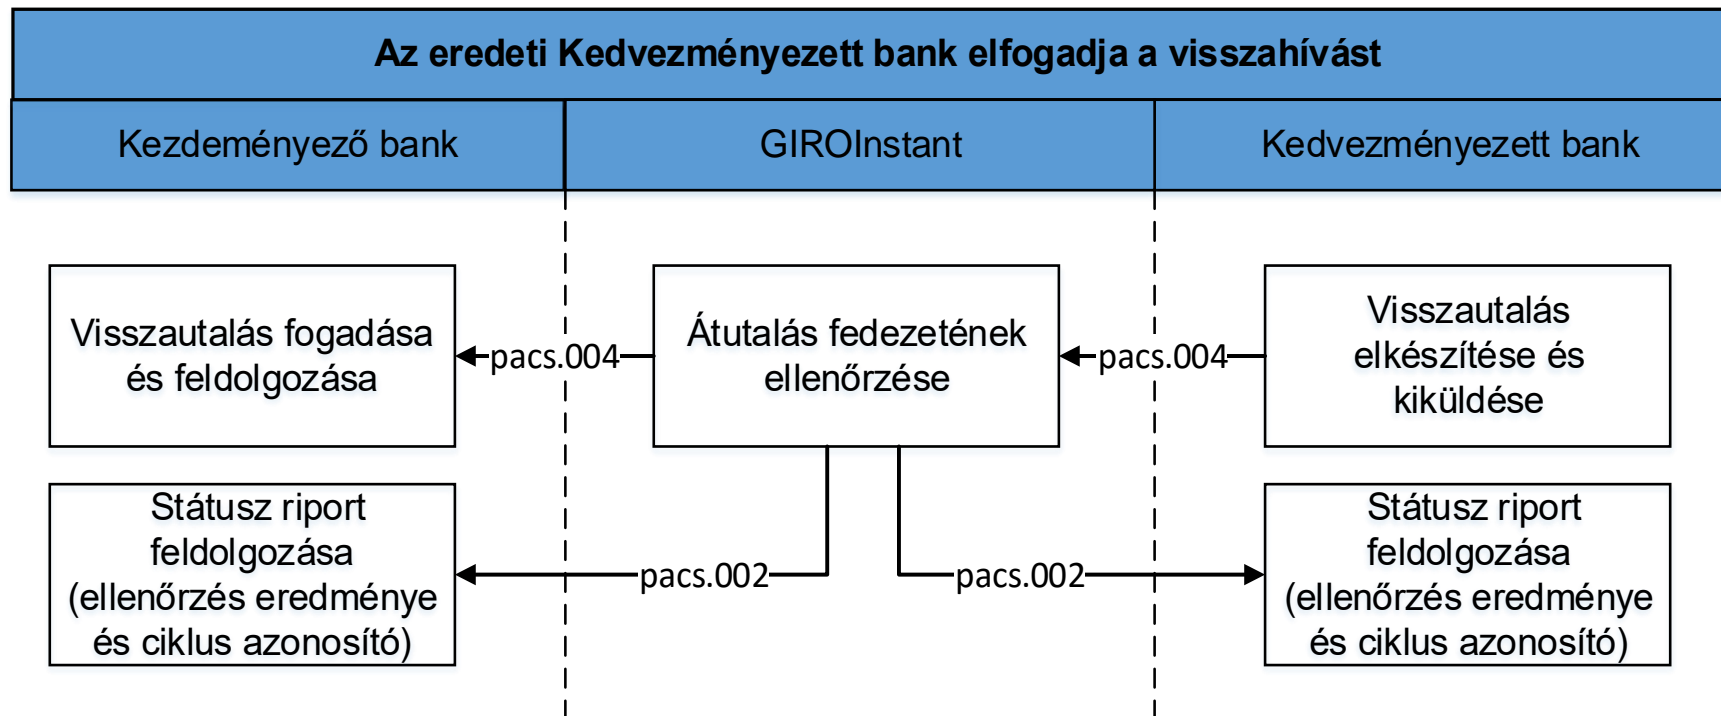 Az eredeti Kedvezményezett bank elfogadja a visszahívást
Kezdeményező bank
GIROInstant
Kedvezményezett bank
Visszautalás fogadása
és feldolgozása
pacs.004
Átutalás fedezetének
ellenőrzése
pacs.004
Visszautalás
elkészítése és
kiküldése
Státusz riport
feldolgozása
(ellenőrzés eredménye
és ciklus azonosító)
pacs.002
pacs.002
Státusz riport
feldolgozása
(ellenőrzés eredménye
és ciklus azonosító)